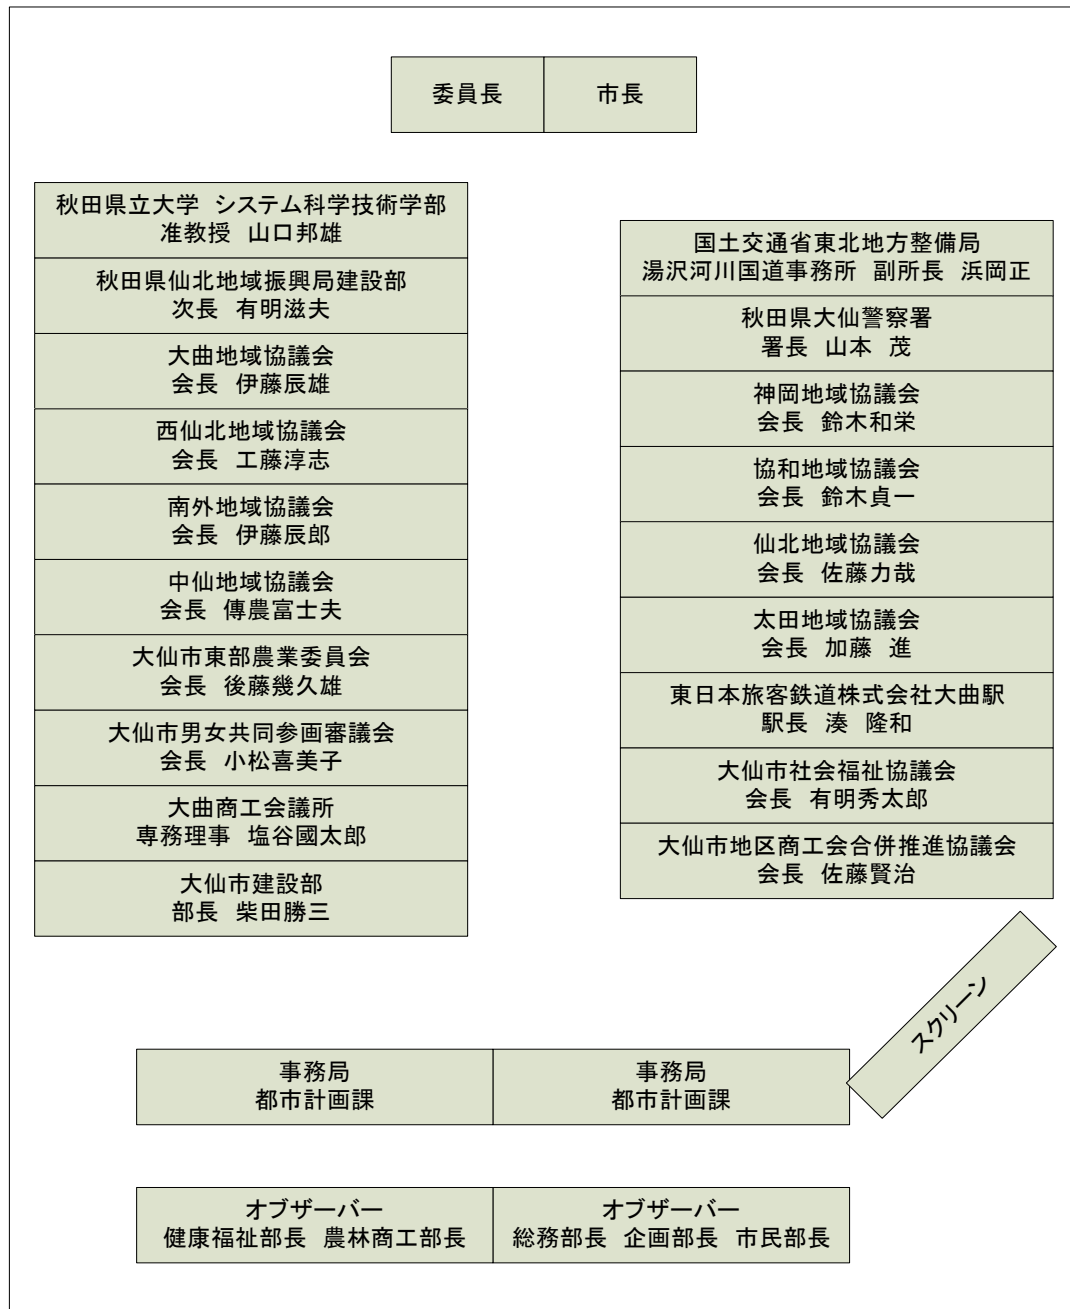 委員長 市長
秋田県立大学 システム科学技術学部
准教授 山口邦雄
秋田県仙北地域振興局建設部
次長 有明滋夫
大曲地域協議会
会長 伊藤辰雄
西仙北地域協議会
会長 工藤淳志
南外地域協議会
会長 伊藤辰郎
中仙地域協議会
会長 傳農富士夫
大仙市東部農業委員会
会長 後藤幾久雄
大仙市男女共同参画審議会
会長 小松喜美子
大曲商工会議所
専務理事 塩谷國太郎
大仙市建設部
部長 柴田勝三
国土交通省東北地方整備局
湯沢河川国道事務所 副所長 浜岡正
秋田県大仙警察署
署長 山本 茂
神岡地域協議会
会長 鈴木和栄
協和地域協議会
会長 鈴木貞一
仙北地域協議会
会長 佐藤力哉
太田地域協議会
会長 加藤 進
東日本旅客鉄道株式会社大曲駅
駅長 湊 隆和
大仙市社会福祉協議会
会長 有明秀太郎
大仙市地区商工会合併推進協議会
会長 佐藤賢治
スクリーン
事務局
都市計画課
事務局
都市計画課
オブザーバー
健康福祉部長 農林商工部長
オブザーバー
総務部長 企画部長 市民部長